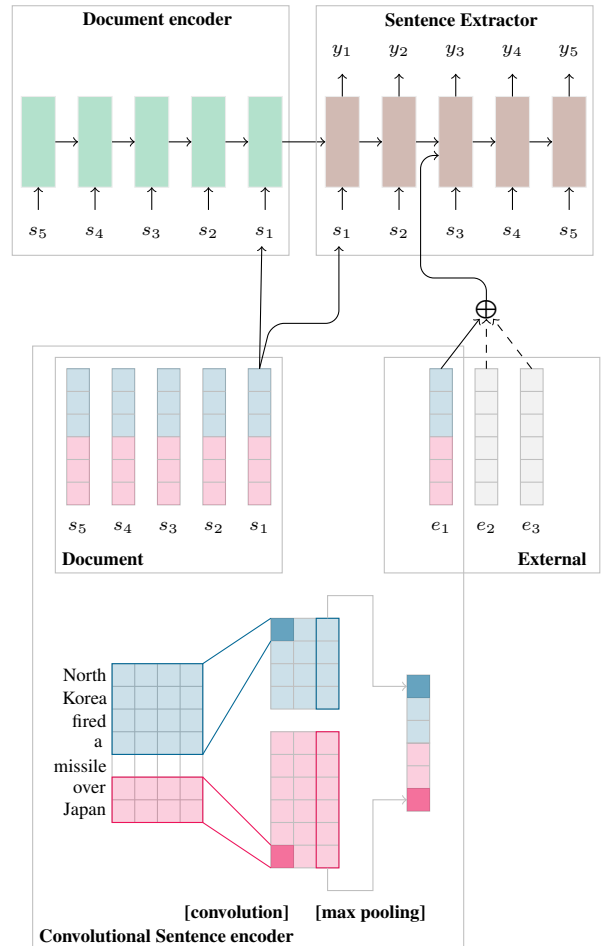 Document encoder
Sentence Extractor
y1 y2 y3 y4 y5
s5 s4 s3 s2 s1
s1 s2 s3 s4 s5
⊕
s5 s4 s3 s2 s1
Document
e1 e2 e3
External
North
Korea
fired
a
missile
over
Japan
[convolution] [max pooling]
Convolutional Sentence encoder